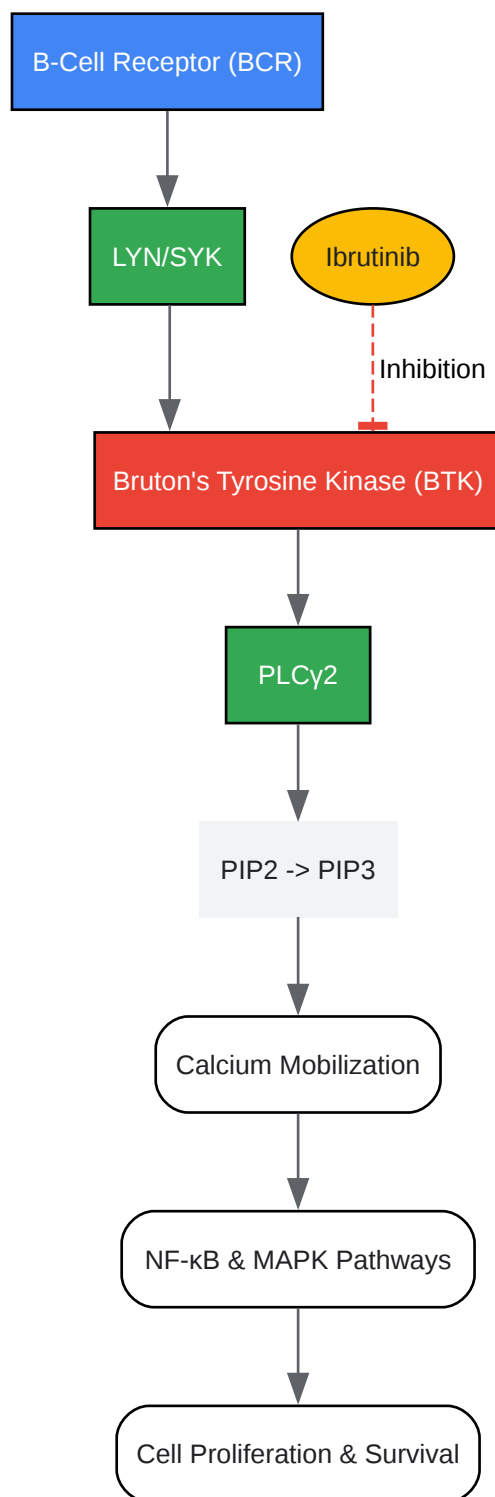 B-Cell Receptor (BCR)
LYN/SYK
Ibrutinib
Inhibition
Bruton's Tyrosine Kinase (BTK)
PLCγ2
PIP2 -> PIP3
Calcium Mobilization
NF-κB & MAPK Pathways
Cell Proliferation & Survival